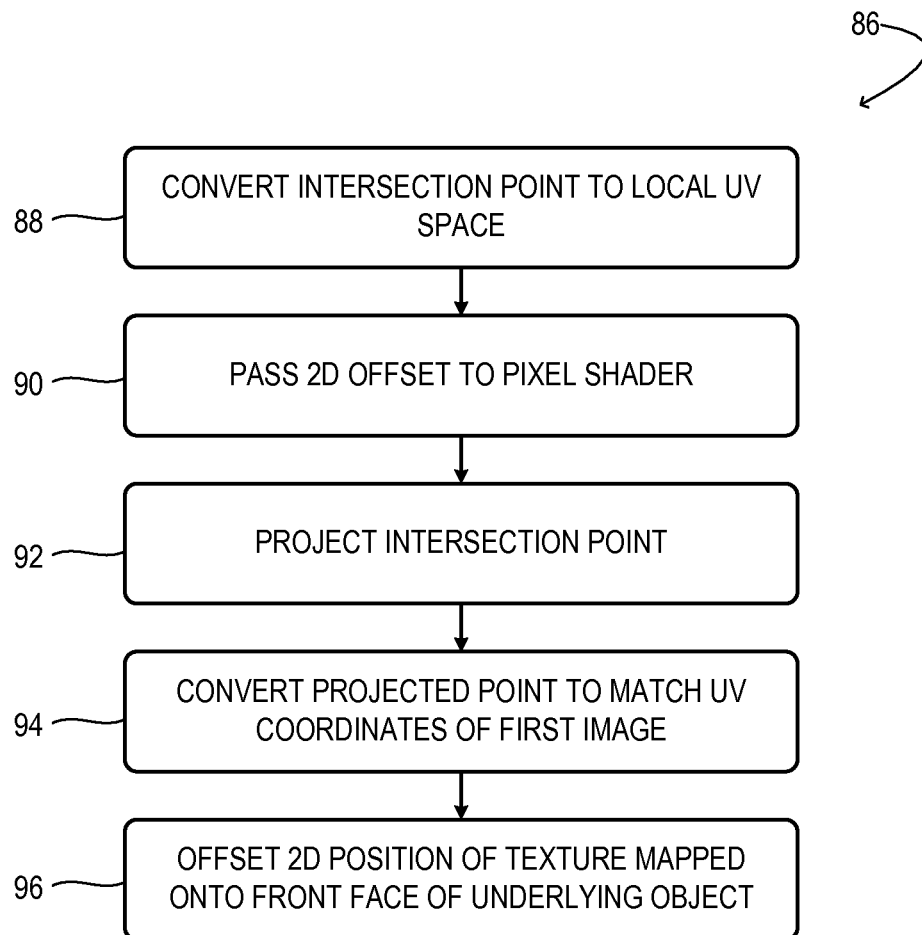 86
CONVERT INTERSECTION POINT TO LOCAL UV
SPACE
88
PASS 2D OFFSET TO PIXEL SHADER
90
PROJECT INTERSECTION POINT
92
CONVERT PROJECTED POINT TO MATCH UV
COORDINATES OF FIRST IMAGE
94
OFFSET 2D POSITION OF TEXTURE MAPPED
ONTO FRONT FACE OF UNDERLYING OBJECT
96